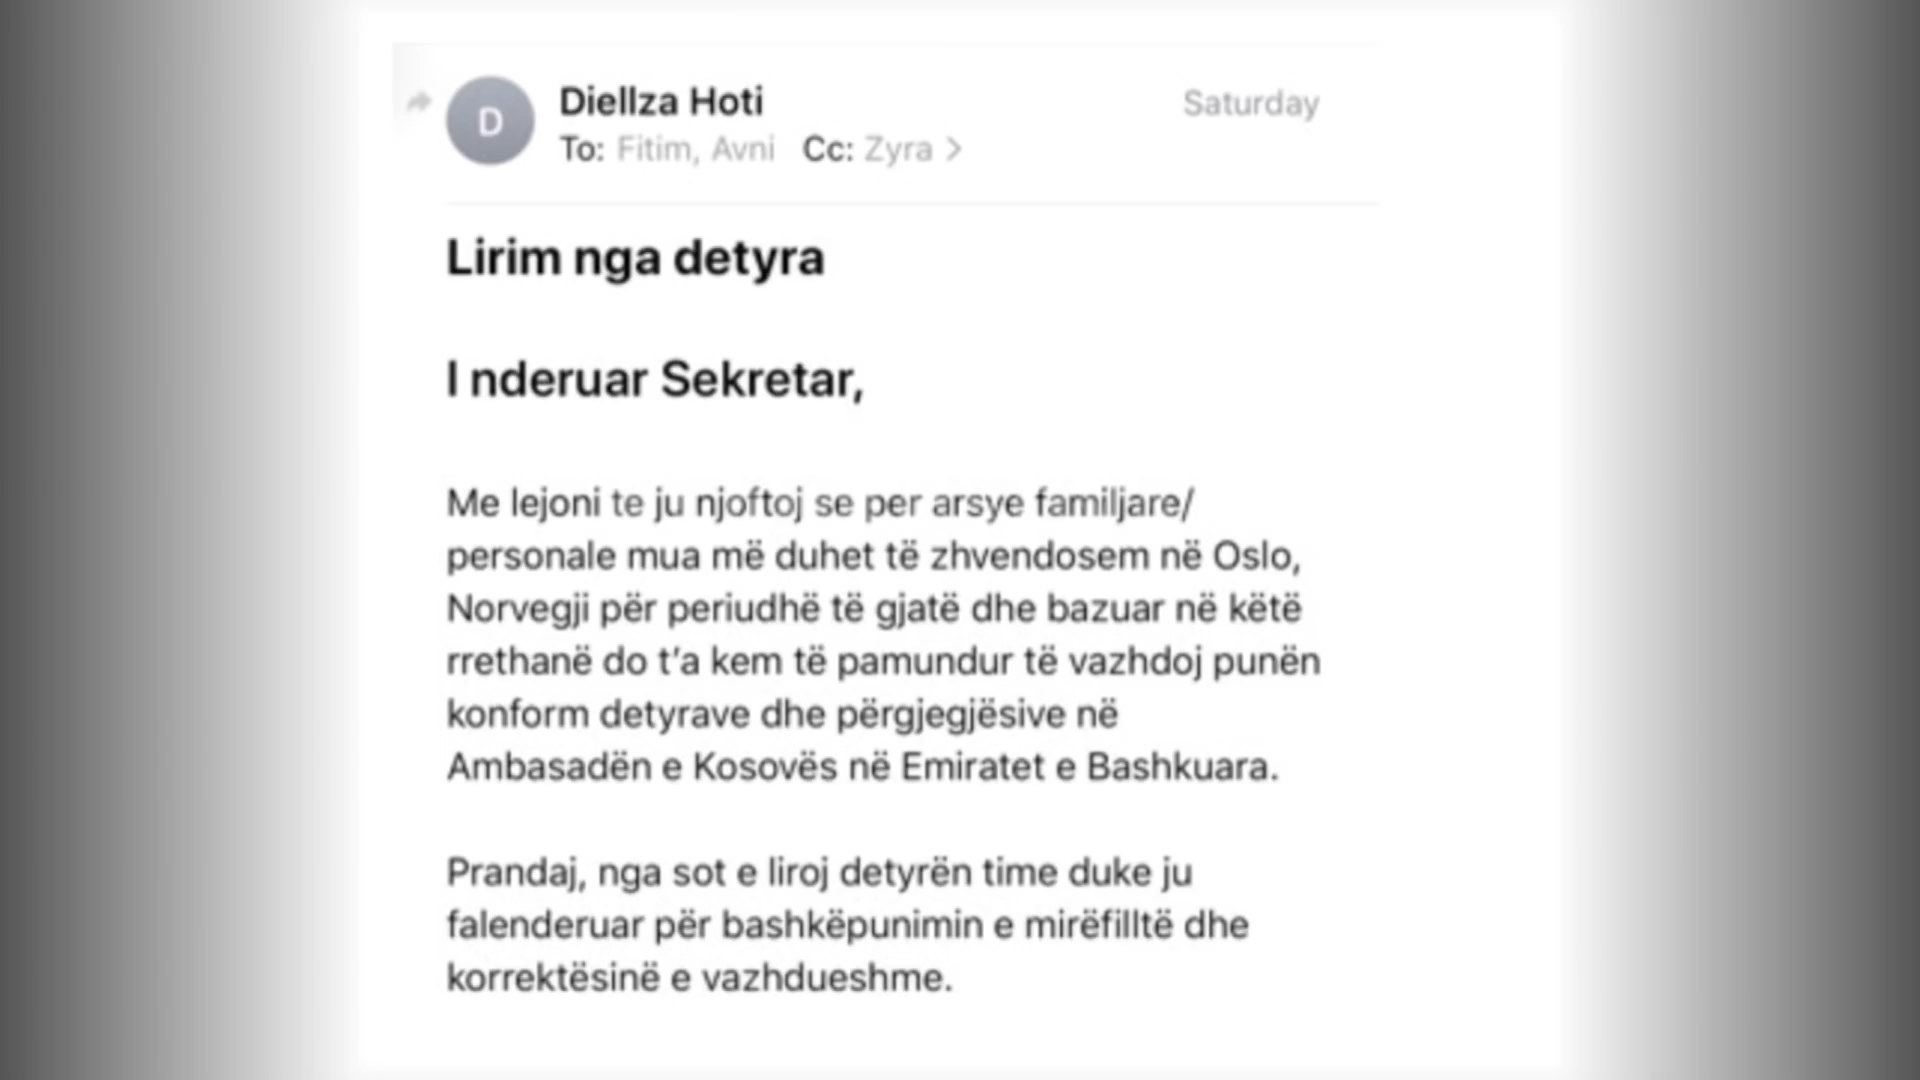 D
Diellza Hoti
Saturday
To: Fitim, Avni Cc: Zyra >
Lirim nga detyra
I nderuar Sekretar,
Me lejoni te ju njoftoj se per arsye familjare/
personale mua më duhet të zhvendosem në Oslo,
Norvegji për periudhë të gjatë dhe bazuar në këtë
rrethanë do t’a kem të pamundur të vazhdoj punën
konform detyrave dhe përgjegjësive në
Ambasadën e Kosovës në Emiratet e Bashkuara.
Prandaj, nga sot e liroj detyrën time duke ju
falenderuar për bashkëpunimin e mirëfilltë dhe
korrektësinë e vazhdueshme.